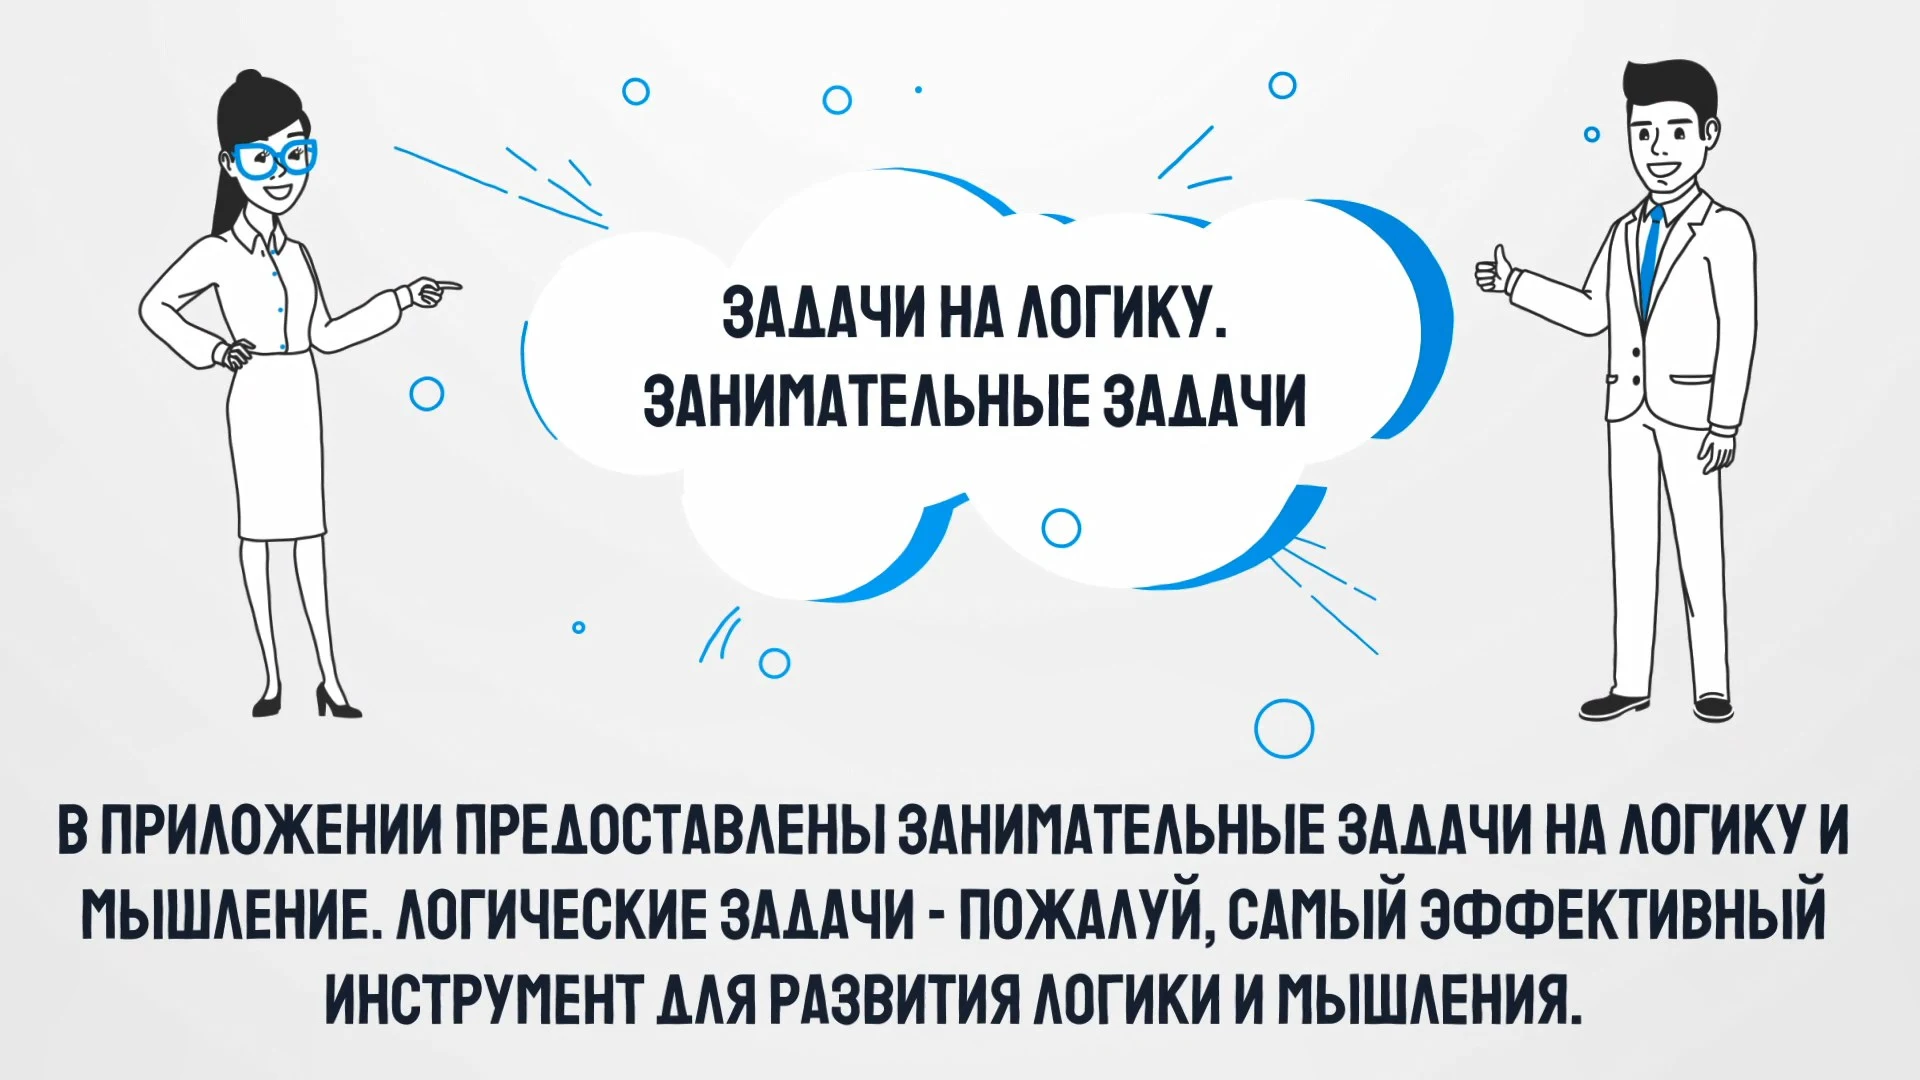 ЗАДАЧИ НА ЛОГИКУ.
ЗАНИМАТЕЛЬНЫЕ ЗАДАЧИ
В ПРИЛОЖЕНИИ ПРЕДОСТАВЛЕНЫ ЗАНИМАТЕЛЬНЫЕ ЗАДАЧИ НА ЛОГИКУ И
МЫШЛЕНИЕ. ЛОГИЧЕСКИЕ ЗАДАЧИ - ПОЖАЛУЙ, САМЫЙ ЭФФЕКТИВНЫЙ
ИНСТРУМЕНТ ДЛЯ РАЗВИТИЯ ЛОГИКИ И МЫШЛЕНИЯ.